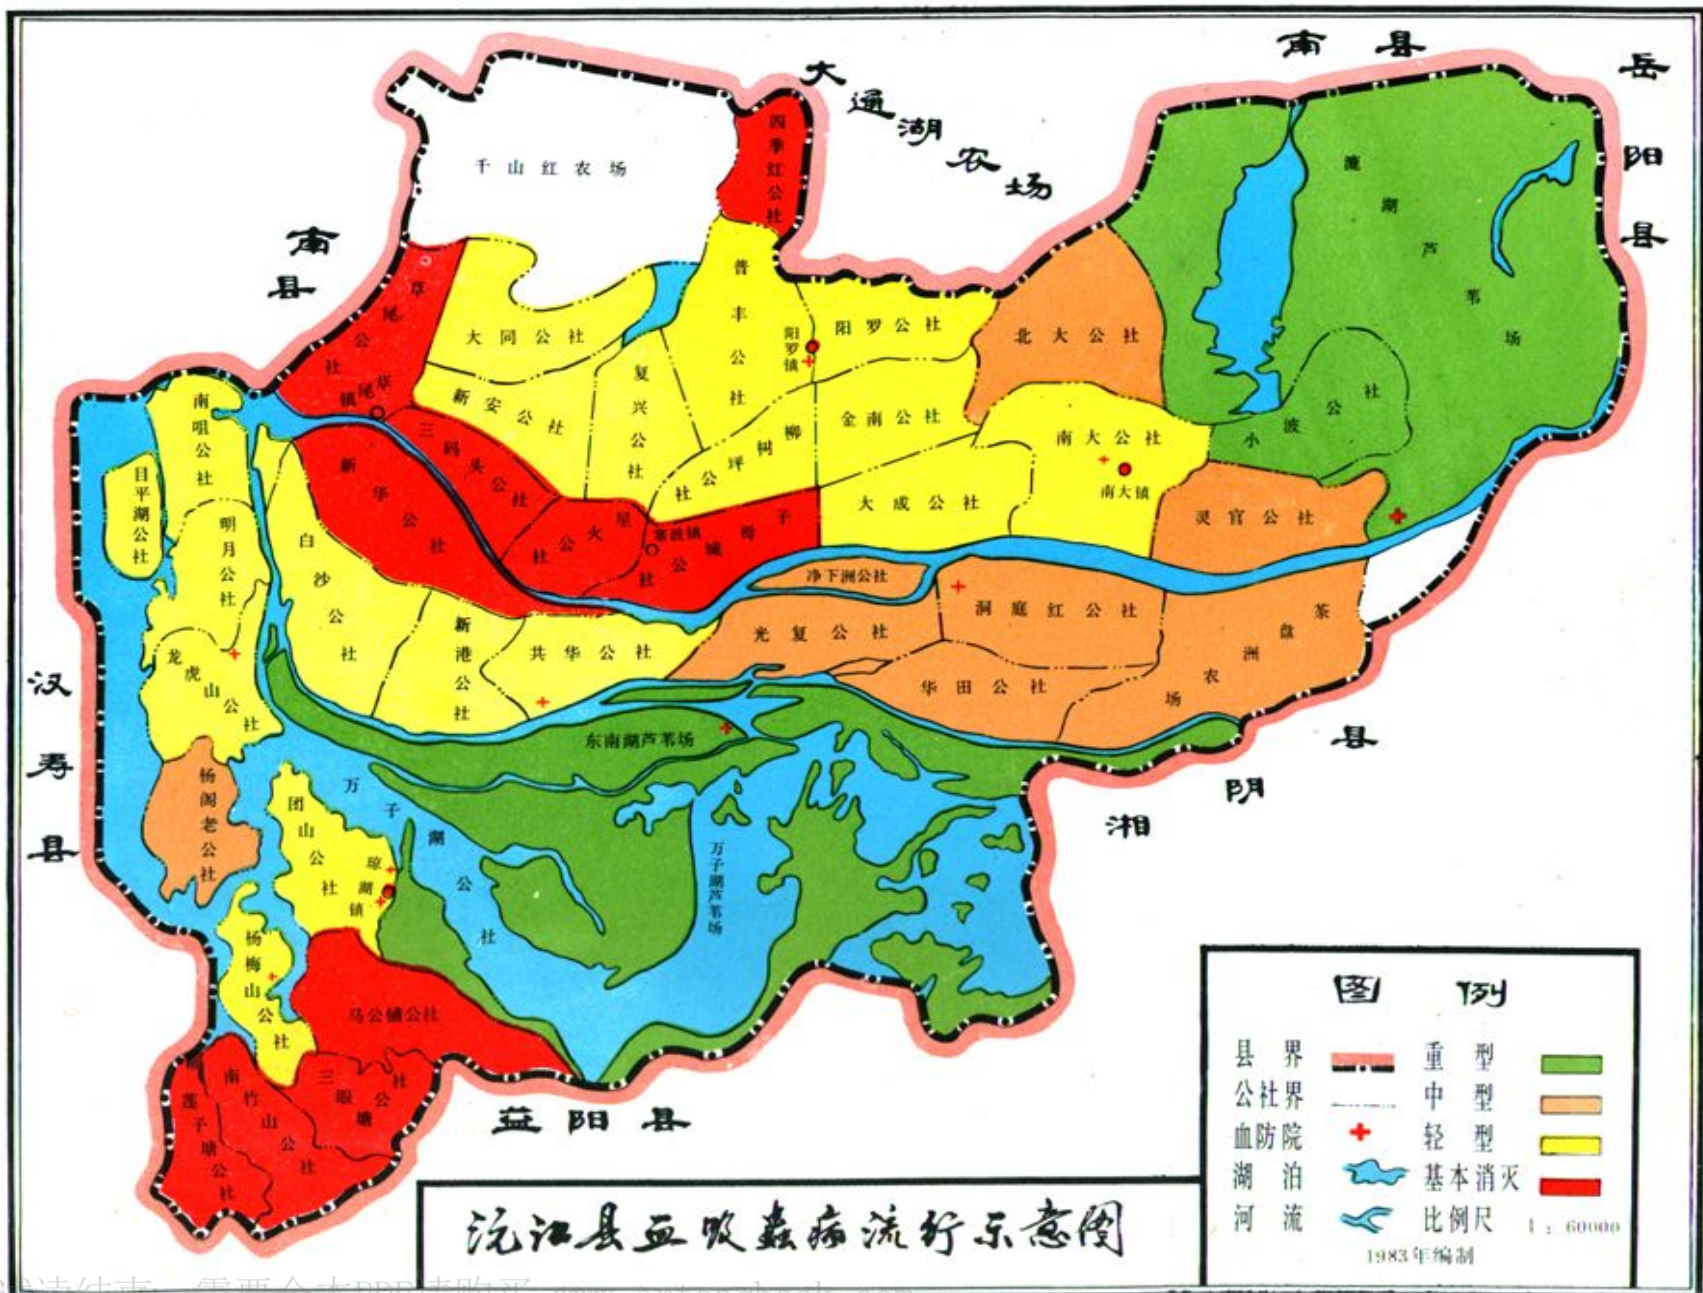 南县
岳阳县
大通湖农场
南县
汉寿县
益阳县
湘阴县
千山红农场
四季红公社
草尾公社
草尾镇
大同公社
普丰公社
阳罗镇
阳罗公社
北大公社
漉湖芦苇场
小波公社
新安公社
复兴公社
柳树坪公社
金南公社
南大公社
南大镇
大成公社
灵官公社
南咀公社
目平湖公社
明月公社
龙虎山公社
白沙公社
新华公社
三码头公社
火星公社
子母城公社
寒波镇
新港公社
共华公社
净下洲公社
光复公社
洞庭红公社
华田公社
茶盘洲农场
东南湖芦苇场
杨阁老公社
团山公社
琼湖镇
万子湖公社
万子湖芦苇场
杨梅山公社
马公铺公社
莲子塘公社
南竹山公社
三眼塘公社
图例
县界
重型
公社界
中型
血防院
轻型
湖泊
基本消灭
河流
比例尺 1：60000
1983年编制
沅江县血吸蟲病流行示意图